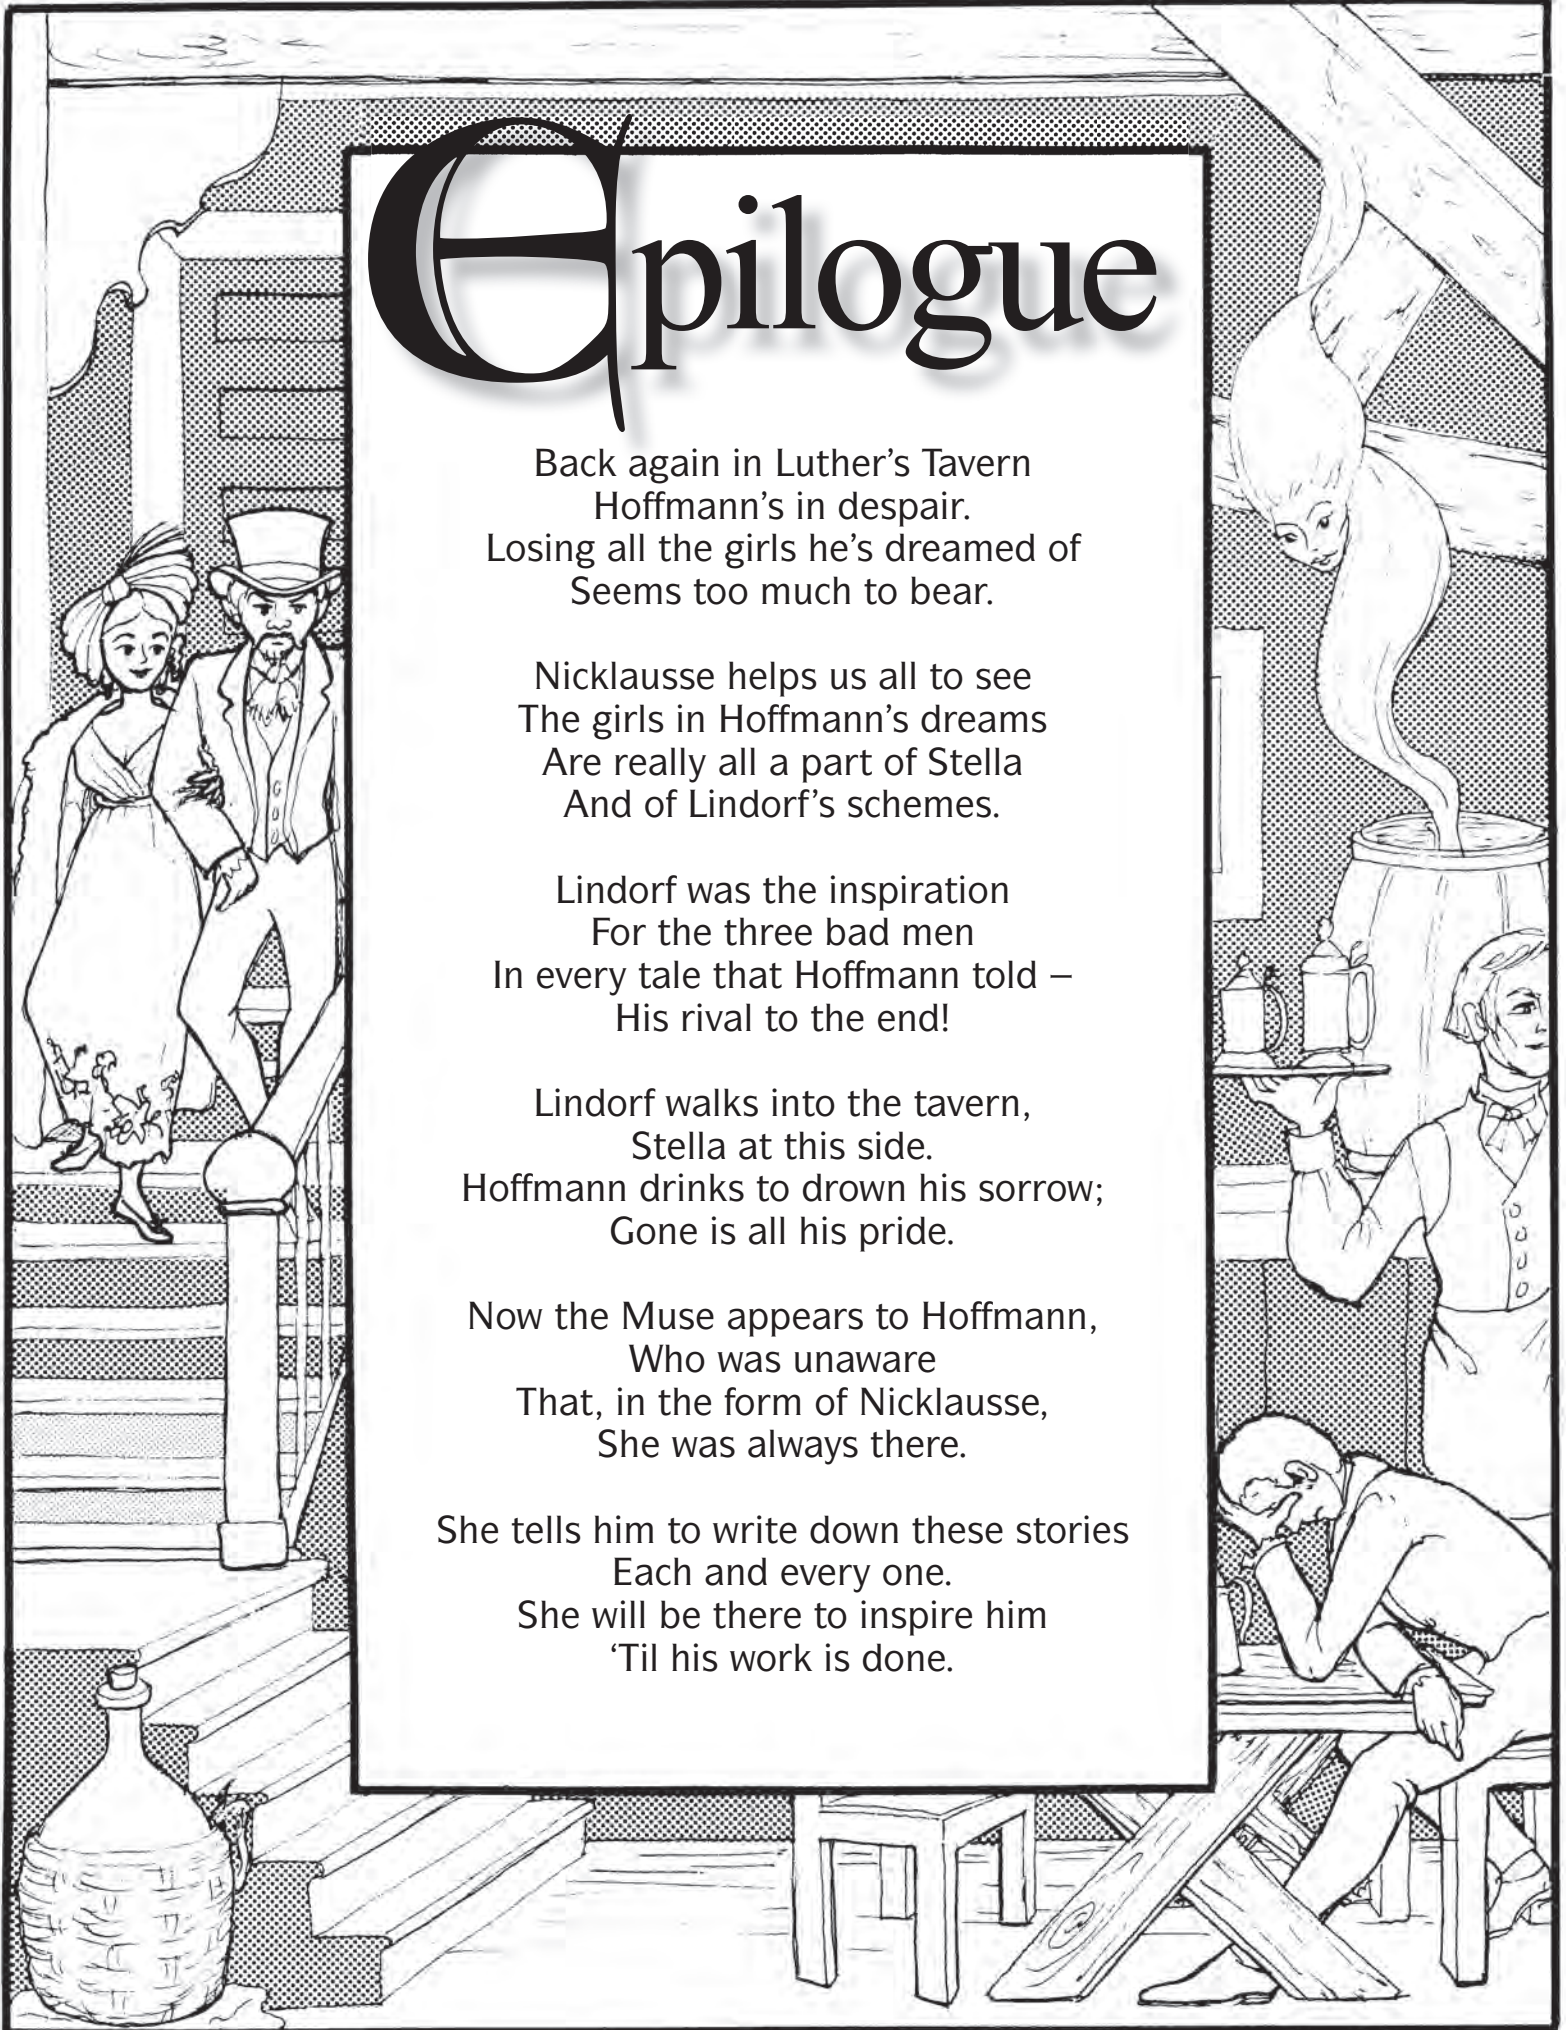 Epilogue
Back again in Luther’s Tavern
Hoffmann’s in despair.
Losing all the girls he’s dreamed of
Seems too much to bear.
Nicklausse helps us all to see
The girls in Hoffmann’s dreams
Are really all a part of Stella
And of Lindorf’s schemes.
Lindorf was the inspiration
For the three bad men
In every tale that Hoffmann told –
His rival to the end!
Lindorf walks into the tavern,
Stella at this side.
Hoffmann drinks to drown his sorrow;
Gone is all his pride.
Now the Muse appears to Hoffmann,
Who was unaware
That, in the form of Nicklausse,
She was always there.
She tells him to write down these stories
Each and every one.
She will be there to inspire him
‘Til his work is done.